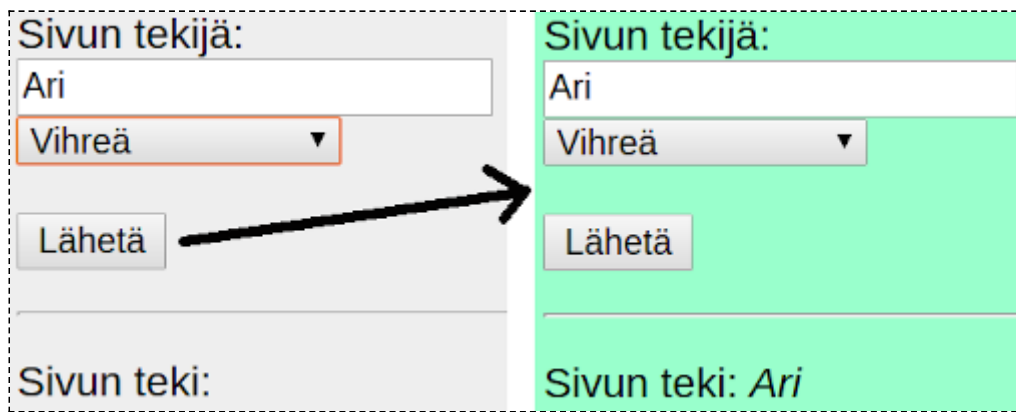 Sivun tekijä:
Ari
Vihreä
Lähetä
Sivun teki:
Sivun tekijä:
Ari
Vihreä
Lähetä
Sivun teki: Ari